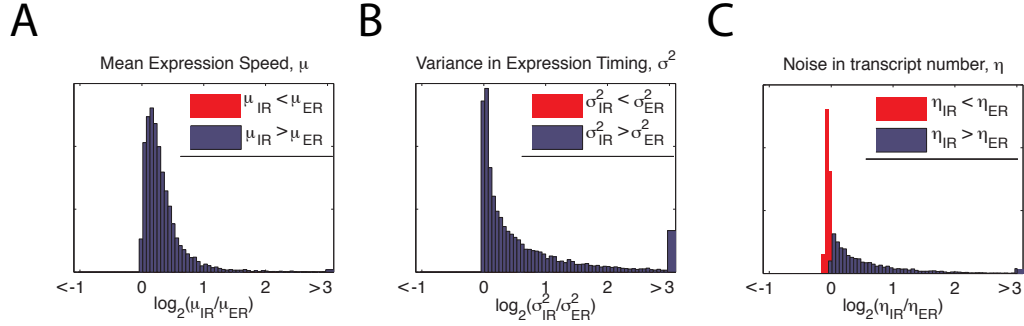 A
Mean Expression Speed, μ
μIR < μER
μIR > μER
<-1 0 1 2 >3
log2(μIR/μER)
B
Variance in Expression Timing, σ²
σ²IR < σ²ER
σ²IR > σ²ER
<-1 0 1 2 >3
log2(σ²IR/σ²ER)
C
Noise in transcript number, η
ηIR < ηER
ηIR > ηER
<-1 0 1 2 >3
log2(ηIR/ηER)